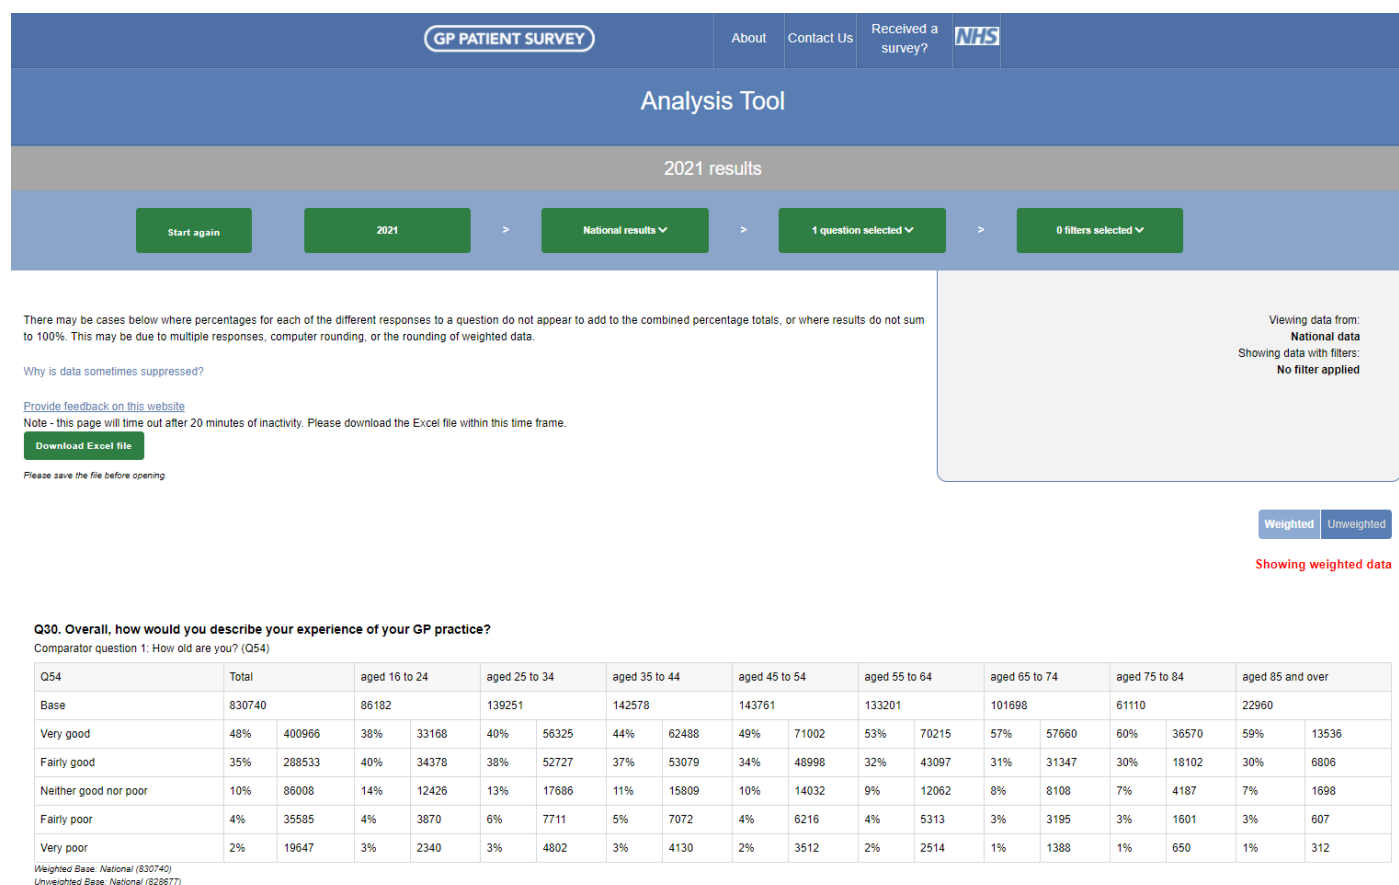 GP PATIENT SURVEY
About
Contact Us
Received a
survey?
NHS
Analysis Tool
2021 results
Start again
2021
>
National results
>
1 question selected
>
0 filters selected
There may be cases below where percentages for each of the different responses to a question do not appear to add to the combined percentage totals, or where results do not sum
to 100%. This may be due to multiple responses, computer rounding, or the rounding of weighted data.
Why is data sometimes suppressed?
Provide feedback on this website
Note - this page will time out after 20 minutes of inactivity. Please download the Excel file within this time frame.
Download Excel file
Please save the file before opening.
Viewing data from:
National data
Showing data with filters:
No filter applied
Weighted Unweighted
Showing weighted data
Q30. Overall, how would you describe your experience of your GP practice?
Comparator question 1: How old are you? (Q54)
Q54 Total aged 16 to 24 aged 25 to 34 aged 35 to 44 aged 45 to 54 aged 55 to 64 aged 65 to 74 aged 75 to 84 aged 85 and over
Base 830740 86182 139251 142578 143761 133201 101698 61110 22960
Very good 48% 400966 38% 33168 40% 56325 44% 62488 49% 71002 53% 70215 57% 57660 60% 36570 59% 13536
Fairly good 35% 288533 40% 34378 38% 52727 37% 53079 34% 48998 32% 43097 31% 31347 30% 18102 30% 6806
Neither good nor poor 10% 86008 14% 12426 13% 17686 11% 15809 10% 14032 9% 12062 8% 8108 7% 4187 7% 1698
Fairly poor 4% 35585 4% 3870 6% 7711 5% 7072 4% 6216 4% 5313 3% 3195 3% 1601 3% 607
Very poor 2% 19647 3% 2340 3% 4802 3% 4130 2% 3512 2% 2514 1% 1388 1% 650 1% 312
Weighted Base: National (830740)
Unweighted Base: National (828677)